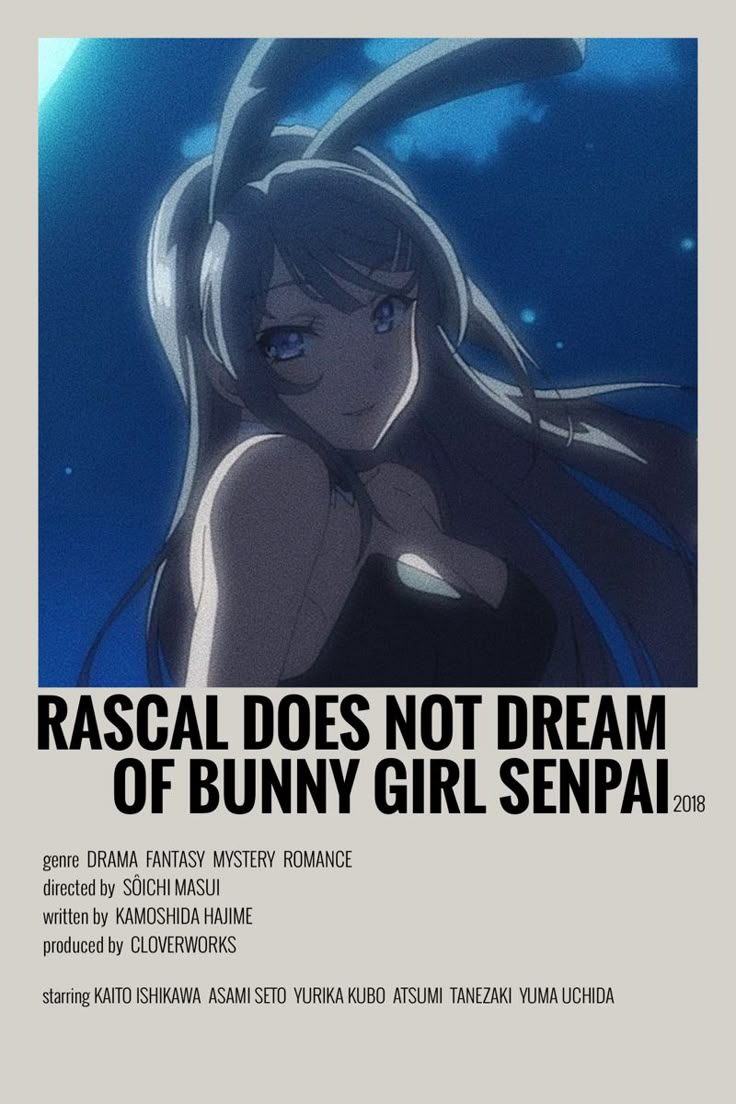 RASCAL DOES NOT DREAM
OF BUNNY GIRL SENPAI 2018
genre DRAMA FANTASY MYSTERY ROMANCE
directed by SÔICHI MASUI
written by KAMOSHIDA HAJIME
produced by CLOVERWORKS
starring KAITO ISHIKAWA ASAMI SETO YURIKA KUBO ATSUMI TANEZAKI YUMA UCHIDA